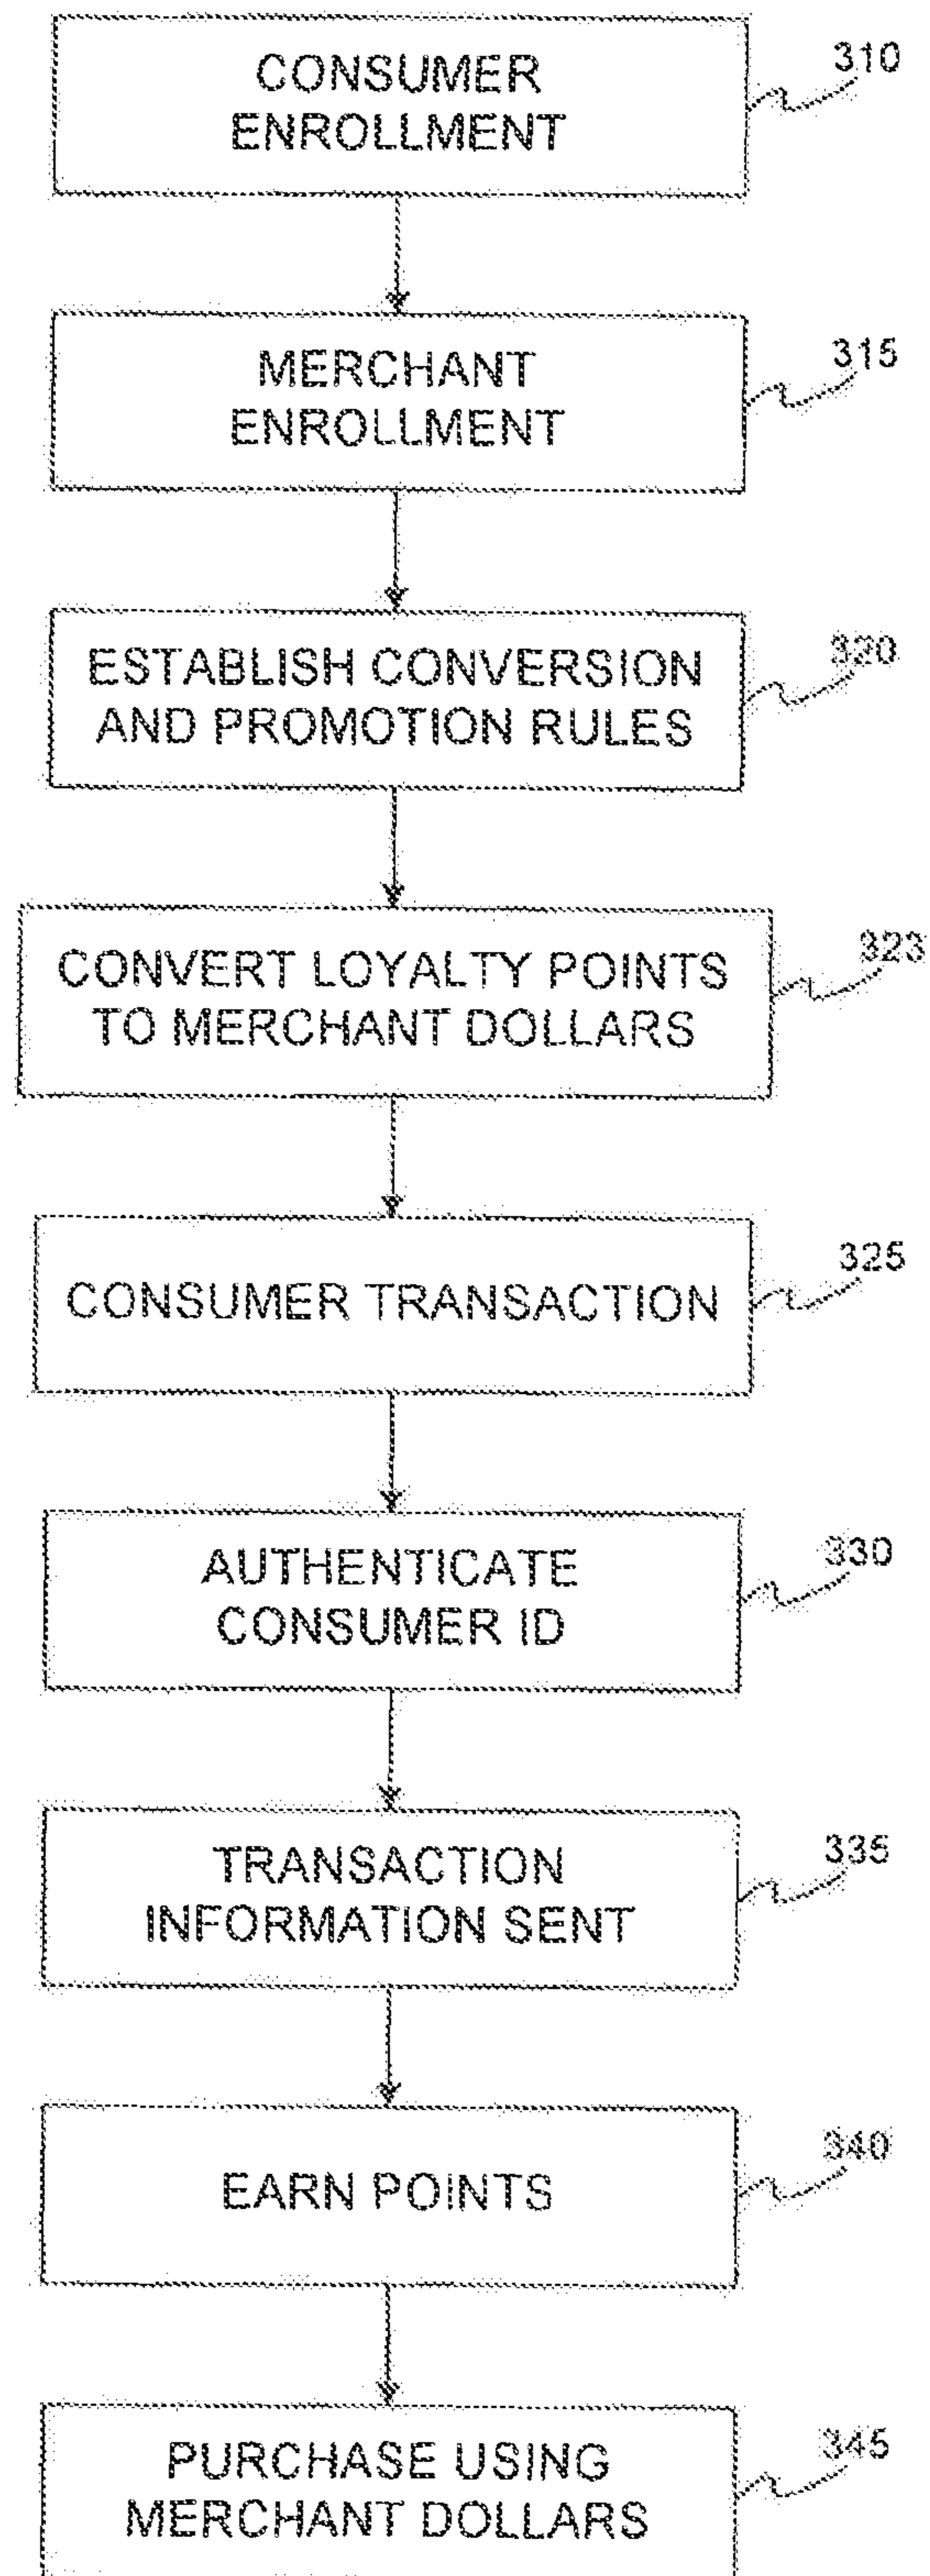 CONSUMER
ENROLLMENT
310
MERCHANT
ENROLLMENT
315
ESTABLISH CONVERSION
AND PROMOTION RULES
320
CONVERT LOYALTY POINTS
TO MERCHANT DOLLARS
323
CONSUMER TRANSACTION
325
AUTHENTICATE
CONSUMER ID
330
TRANSACTION
INFORMATION SENT
335
EARN POINTS
340
PURCHASE USING
MERCHANT DOLLARS
345